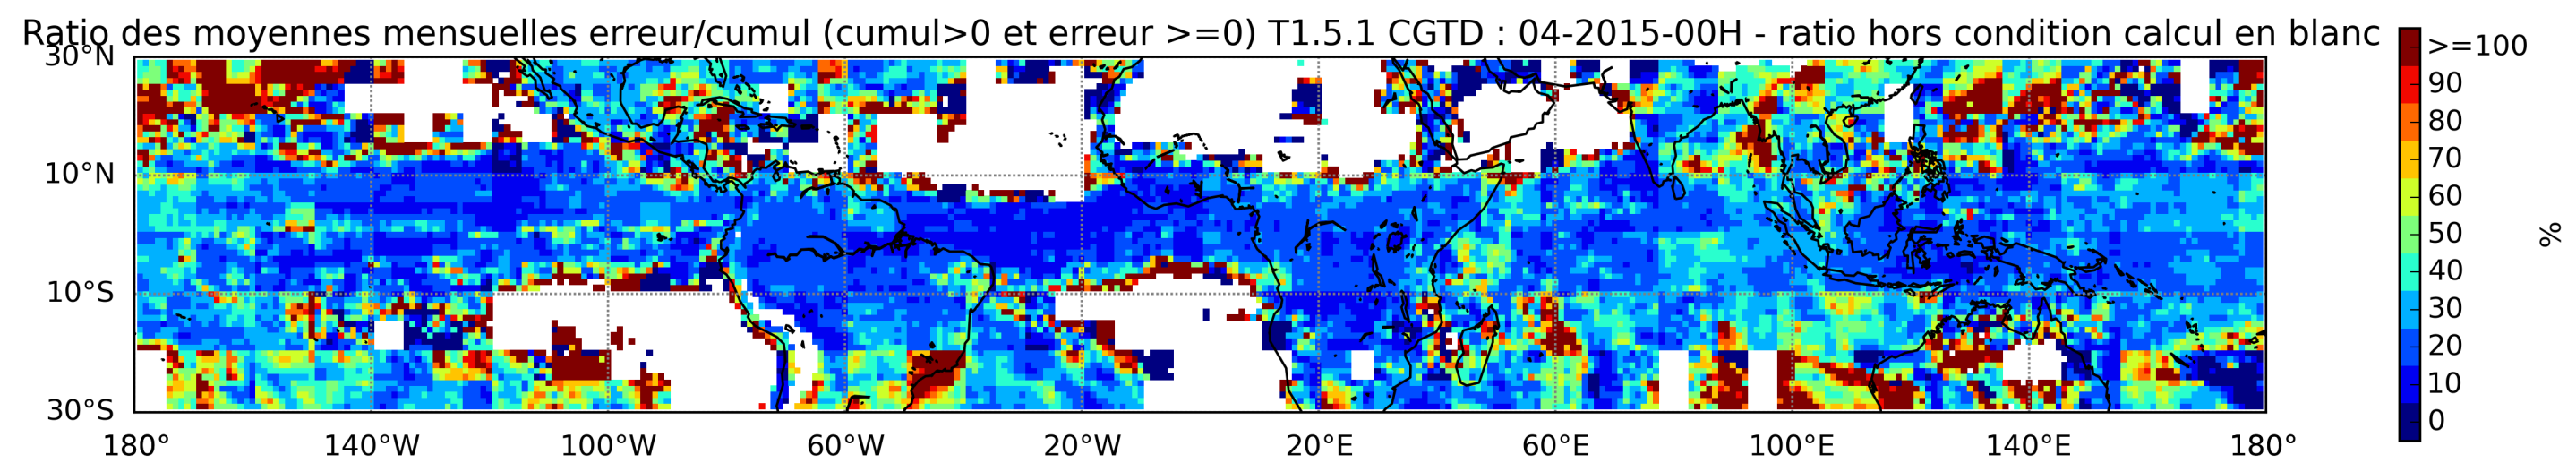 Ratio des moyennes mensuelles erreur/cumul (cumul>0 et erreur >=0) T1.5.1 CGTD : 04-2015-00H - ratio hors condition calcul en blanc
30°N
10°N
10°S
30°S
180°
140°W
100°W
60°W
20°W
20°E
60°E
100°E
140°E
180°
>=100
90
80
70
60
50
40
30
20
10
0
%